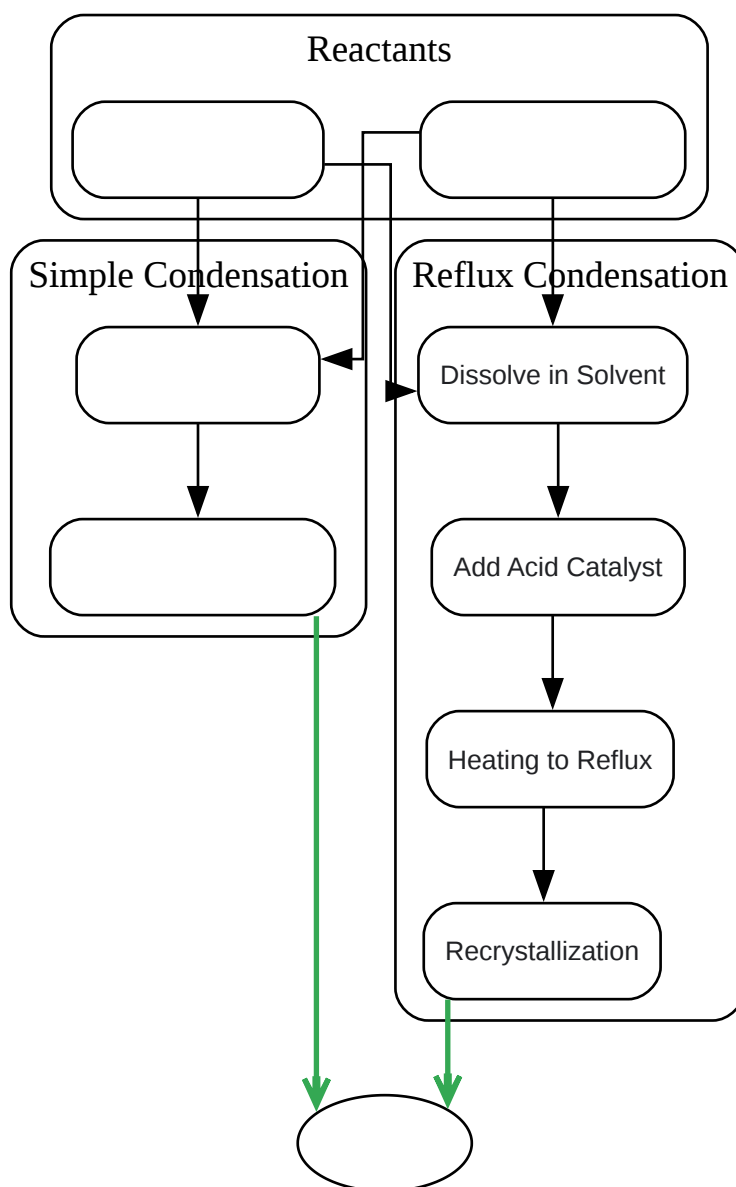 Reactants
Simple Condensation
Reflux Condensation
Dissolve in Solvent
Add Acid Catalyst
Heating to Reflux
Recrystallization